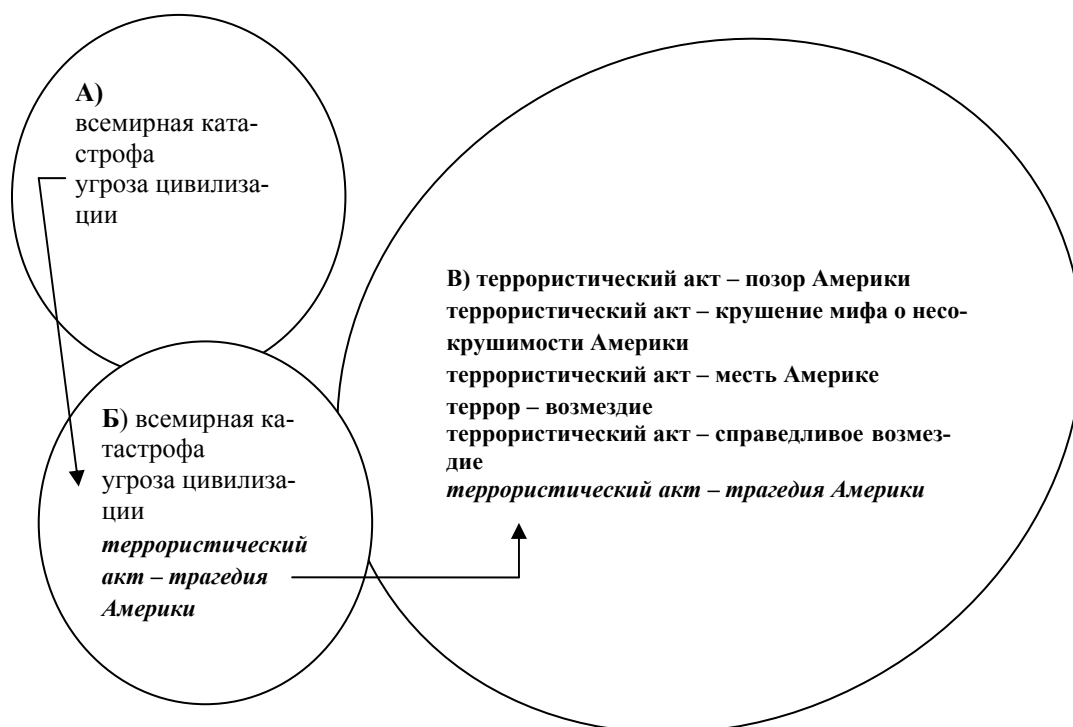 А)
всемирная ката-
строфа
угроза цивилиза-
ции
Б) всемирная ка-
тастрофа
угроза цивилиза-
ции
террористический
акт – трагедия
Америки
В) террористический акт – позор Америки
террористический акт – крушение мифа о несо-
крушимости Америки
террористический акт – месть Америке
террор – возмездие
террористический акт – справедливое возмез-
дие
террористический акт – трагедия Америки